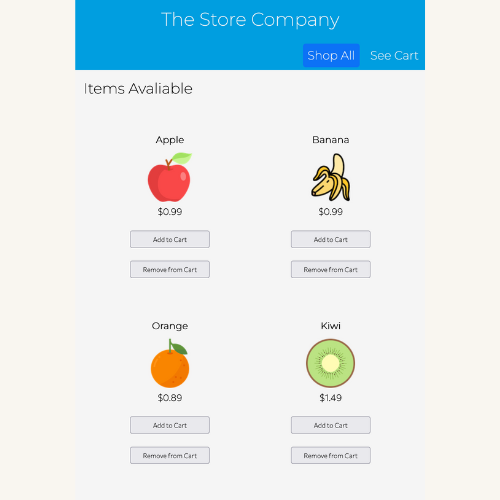 The Store Company
Shop All See Cart
Items Avaliable
Apple Banana
$0.99 $0.99
Add to Cart Add to Cart
Remove from Cart Remove from Cart
Orange Kiwi
$0.89 $1.49
Add to Cart Add to Cart
Remove from Cart Remove from Cart